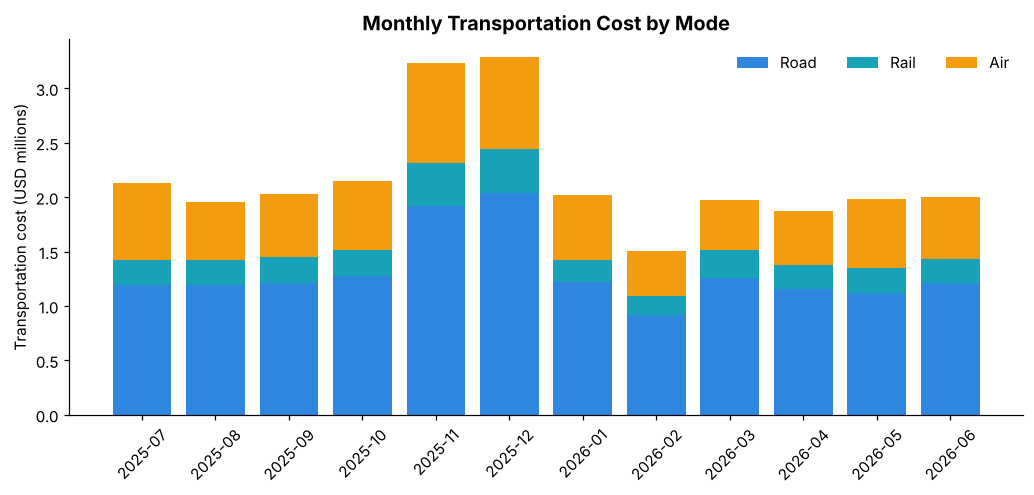 Monthly Transportation Cost by Mode
Road Rail Air
Transportation cost (USD millions)
3.0
2.5
2.0
1.5
1.0
0.5
0.0
2025-07 2025-08 2025-09 2025-10 2025-11 2025-12 2026-01 2026-02 2026-03 2026-04 2026-05 2026-06